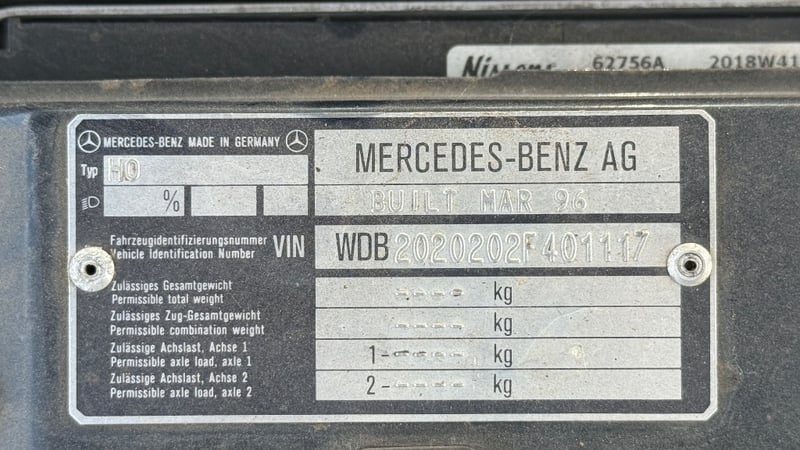 Nissens 62756A 2018W41
MERCEDES-BENZ MADE IN GERMANY
Typ HO
%
MERCEDES-BENZ AG
BUILT MAR 96
Fahrzeugidentifizierungsnummer
Vehicle Identification Number
VIN WDB2020202F401117
Zulässiges Gesamtgewicht
Permissible total weight
---- kg
Zulässiges Zug-Gesamtgewicht
Permissible combination weight
---- kg
Zulässige Achslast, Achse 1
Permissible axle load, axle 1
1----- kg
Zulässige Achslast, Achse 2
Permissible axle load, axle 2
2----- kg